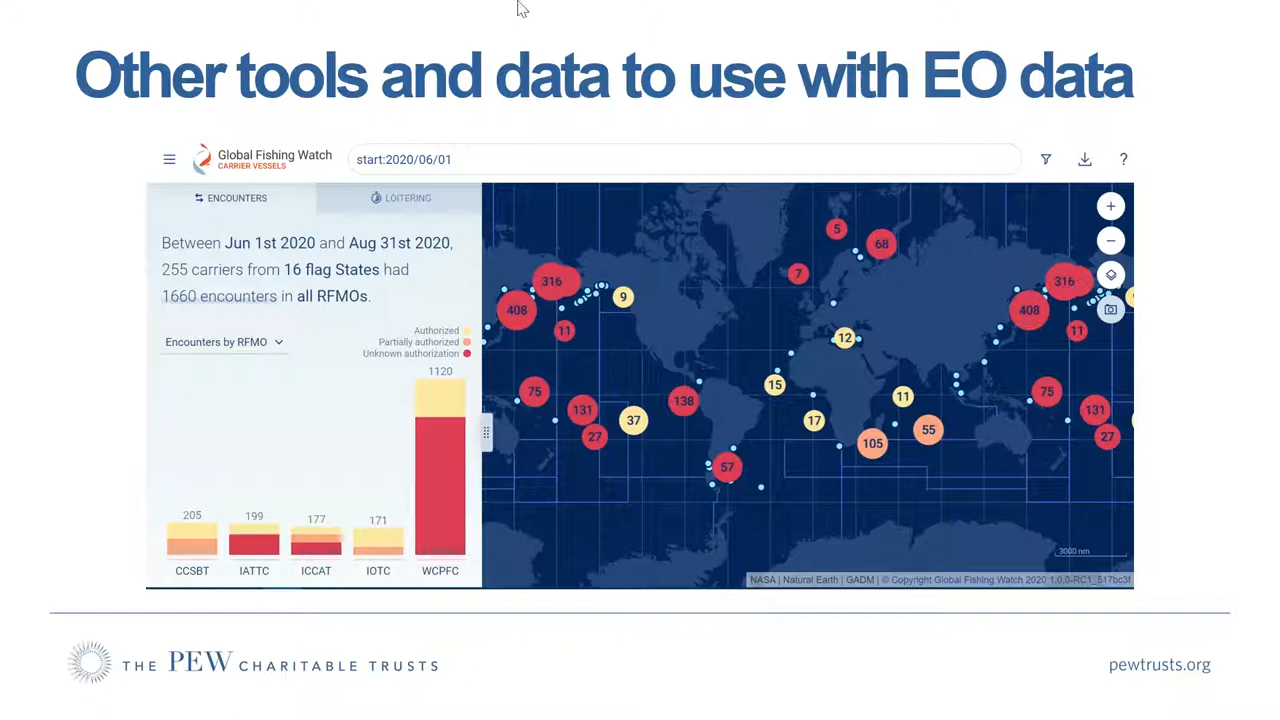 Other tools and data to use with EO data
Global Fishing Watch
CARRIER VESSELS
start:2020/06/01
?
ENCOUNTERS
LOITERING
Between Jun 1st 2020 and Aug 31st 2020,
255 carriers from 16 flag States had
1660 encounters in all RFMOs.
Encounters by RFMO
Authorized
Partially authorized
Unknown authorization
1120
205
199
177
171
CCSBT
IATTC
ICCAT
IOTC
WCPFC
+
−
5
68
7
316
9
408
11
316
408
11
12
75
131
27
37
138
15
17
11
105
55
57
75
131
27
3000 nm
NASA | Natural Earth | GADM | © Copyright Global Fishing Watch 2020 1.0.0-RC1_517bc3f
THE PEW CHARITABLE TRUSTS
pewtrusts.org